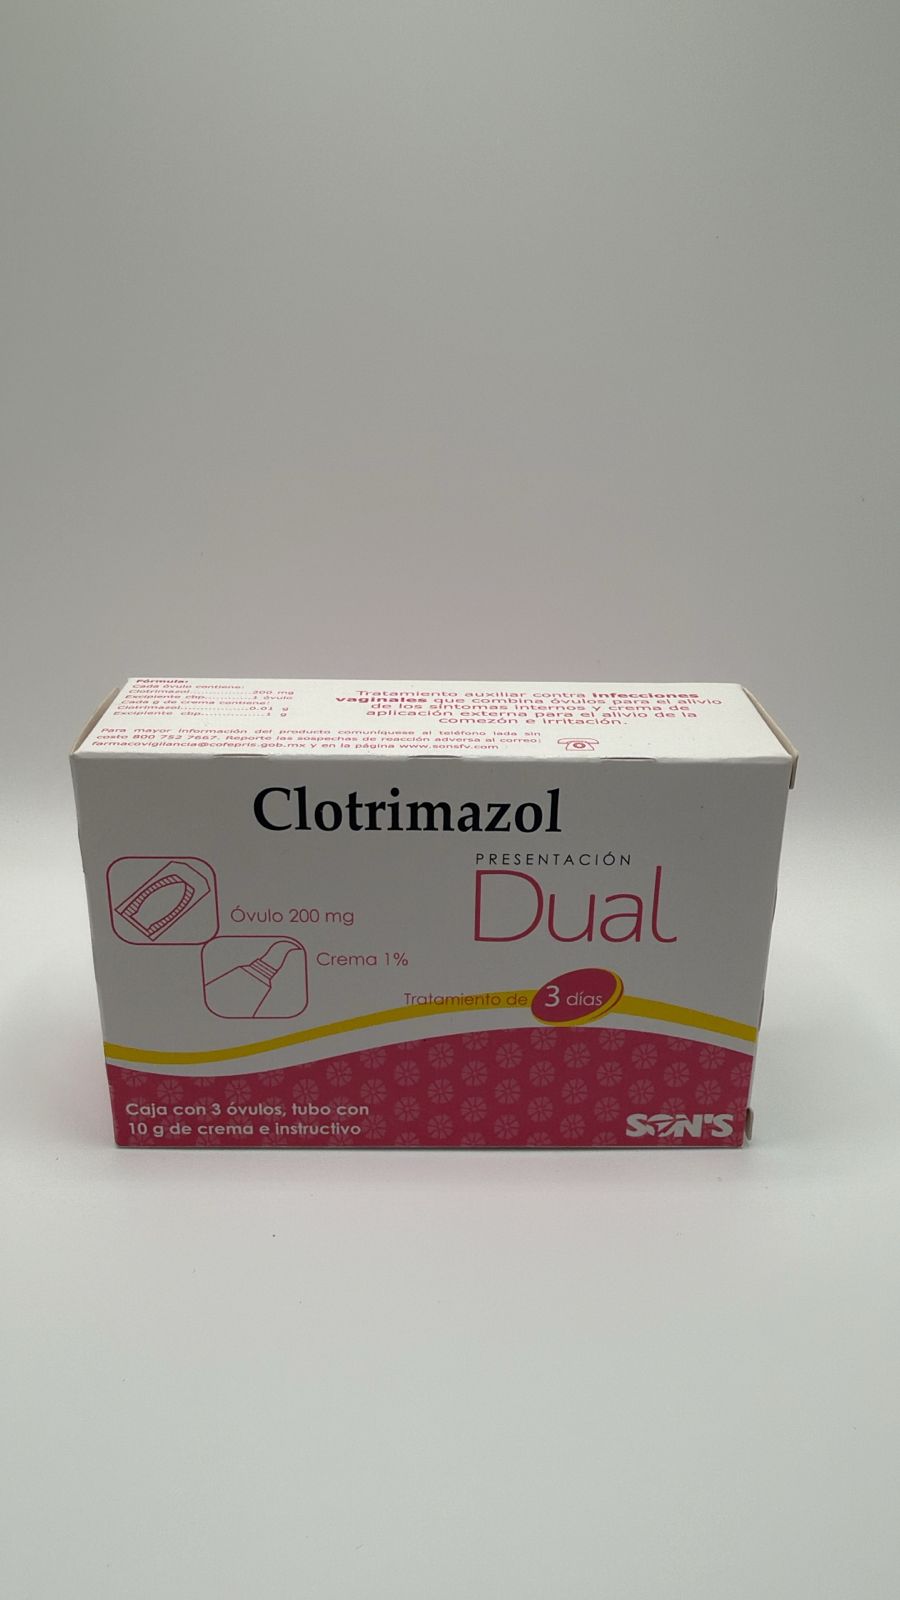 Fórmula:
Cada óvulo contiene:
Clotrimazol..................200 mg
Excipiente cbp.............1 óvulo
Cada g de crema contiene:
Clotrimazol..................0.01 g
Excipiente cbp.................1 g
Para mayor información del producto comuníquese al teléfono lada sin
costo 800 752 7667. Reporte las sospechas de reacción adversa al correo:
farmacovigilancia@cofepris.gob.mx y en la página www.sonsfv.com
Tratamiento auxiliar contra infecciones
vaginales que combina óvulos para el alivio
de los síntomas internos y crema de
aplicación externa para el alivio de la
comezón e irritación.
Clotrimazol
PRESENTACIÓN
Dual
Óvulo 200 mg
Crema 1%
Tratamiento de 3 días
Caja con 3 óvulos, tubo con
10 g de crema e instructivo
SON'S